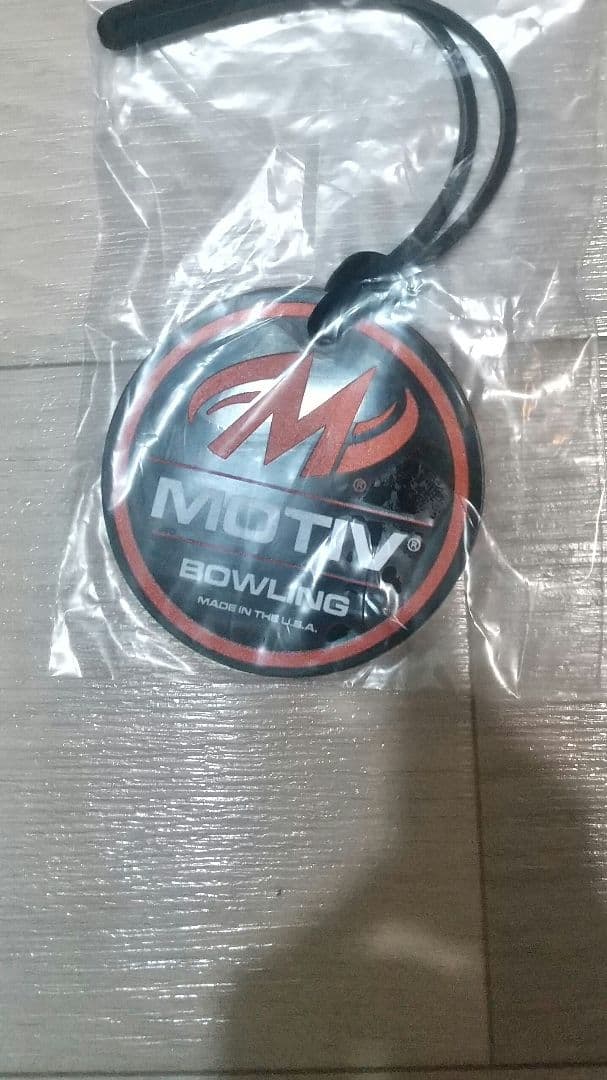 M
®
MOTIV®
BOWLING
MADE IN THE U.S.A.